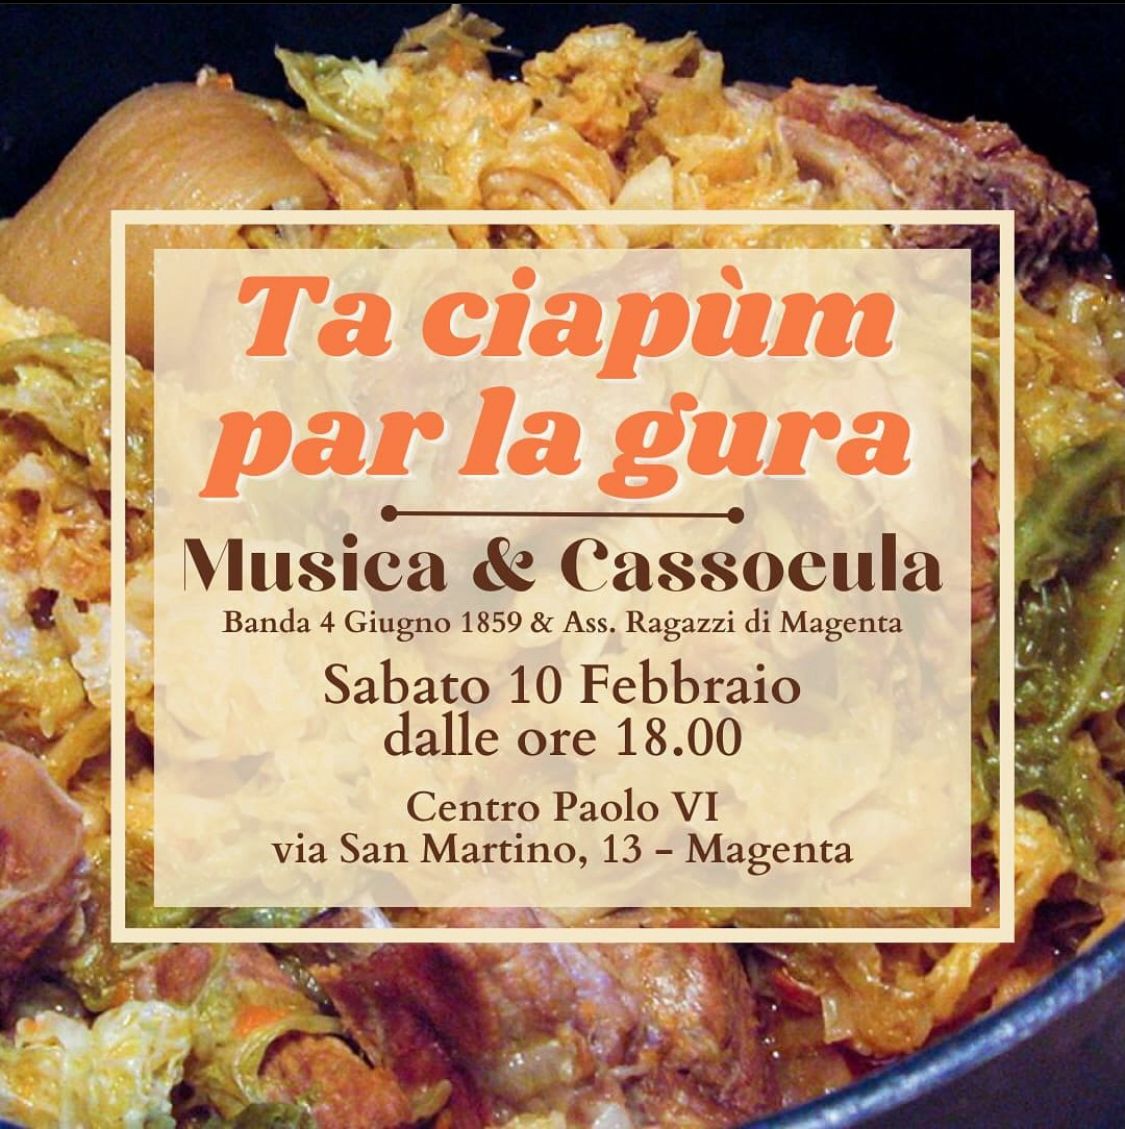 Ta ciapùm
par la gura
Musica & Cassoeula
Banda 4 Giugno 1859 & Ass. Ragazzi di Magenta
Sabato 10 Febbraio
dalle ore 18.00
Centro Paolo VI
via San Martino, 13 – Magenta